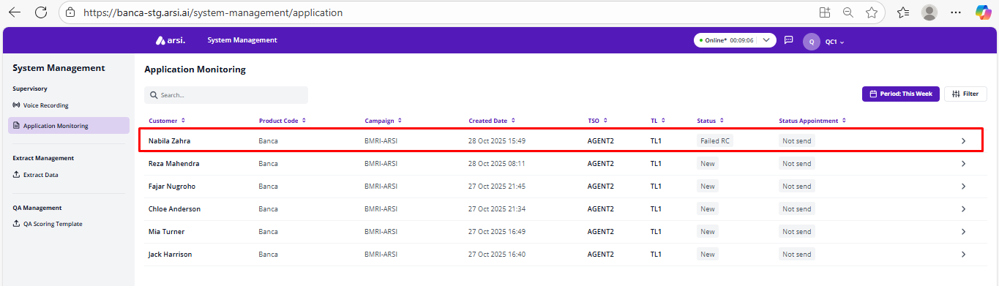 https://banca-stg.arsi.ai/system-management/application
arsi. System Management Online* 00:09:06 Q QC1
System Management
Supervisory
Voice Recording
Application Monitoring
Extract Management
Extract Data
QA Management
QA Scoring Template
Application Monitoring
Search... Period: This Week Filter
Customer Product Code Campaign Created Date TSO TL Status Status Appointment
Nabila Zahra Banca BMRI-ARSI 28 Oct 2025 15:49 AGENT2 TL1 Failed RC Not send
Reza Mahendra Banca BMRI-ARSI 28 Oct 2025 08:11 AGENT2 TL1 New Not send
Fajar Nugroho Banca BMRI-ARSI 27 Oct 2025 21:45 AGENT2 TL1 New Not send
Chloe Anderson Banca BMRI-ARSI 27 Oct 2025 21:34 AGENT2 TL1 New Not send
Mia Turner Banca BMRI-ARSI 27 Oct 2025 16:49 AGENT2 TL1 New Not send
Jack Harrison Banca BMRI-ARSI 27 Oct 2025 16:40 AGENT2 TL1 New Not send